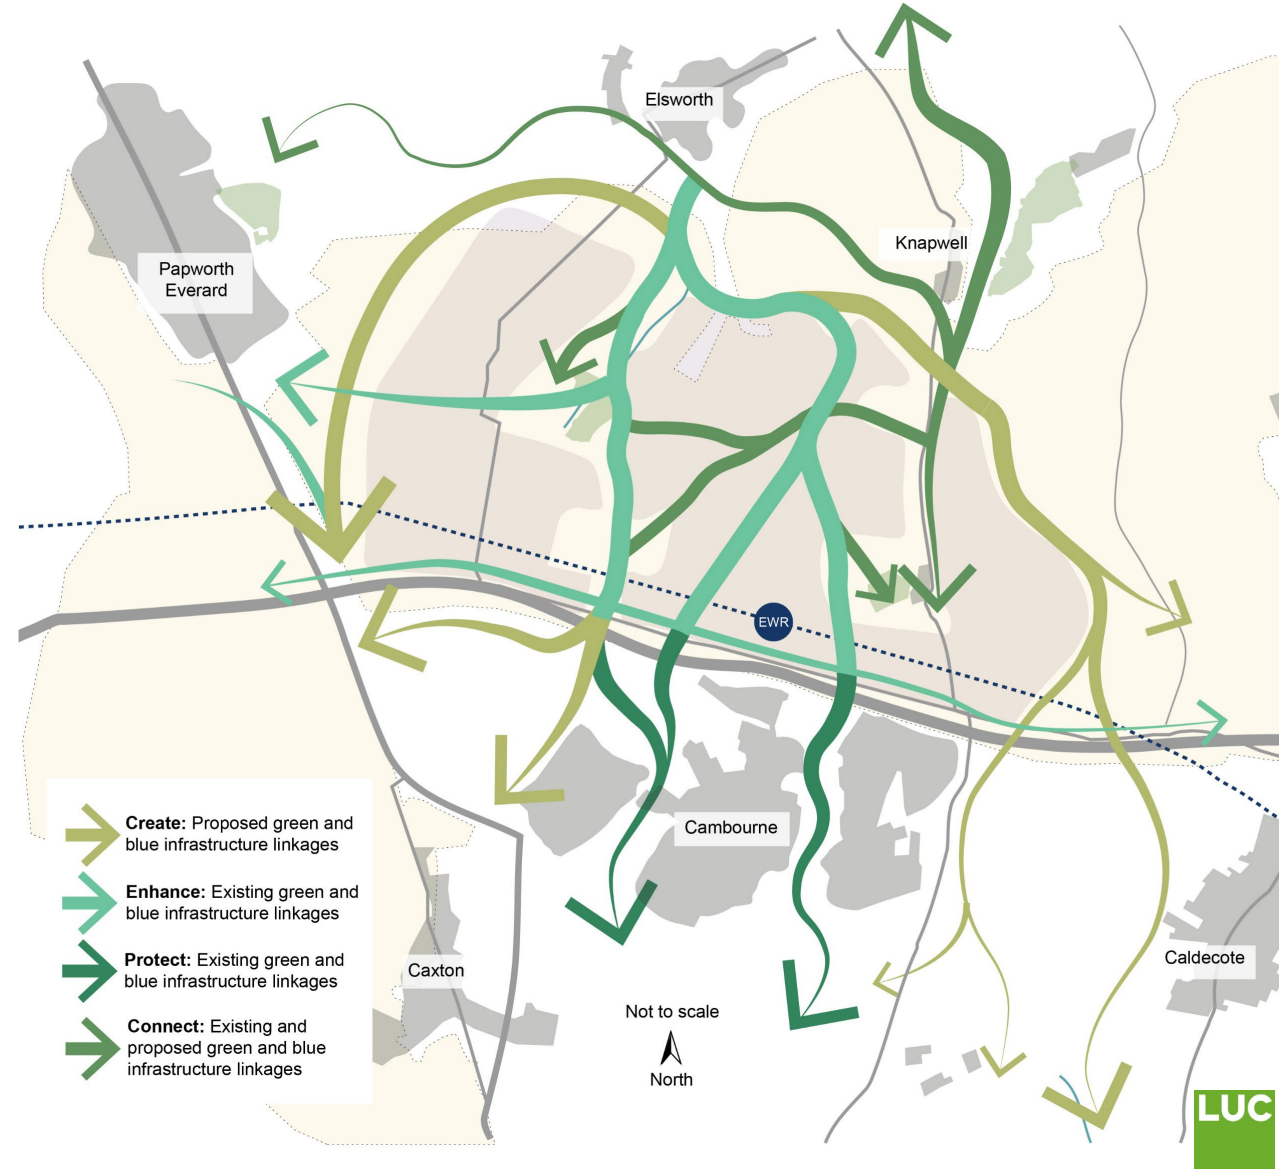 Elsworth
Knapwell
Papworth
Everard
EWR
Create: Proposed green and
blue infrastructure linkages
Enhance: Existing green and
blue infrastructure linkages
Protect: Existing green and
blue infrastructure linkages
Connect: Existing and
proposed green and blue
infrastructure linkages
Cambourne
Caxton
Caldecote
Not to scale
North
LUC